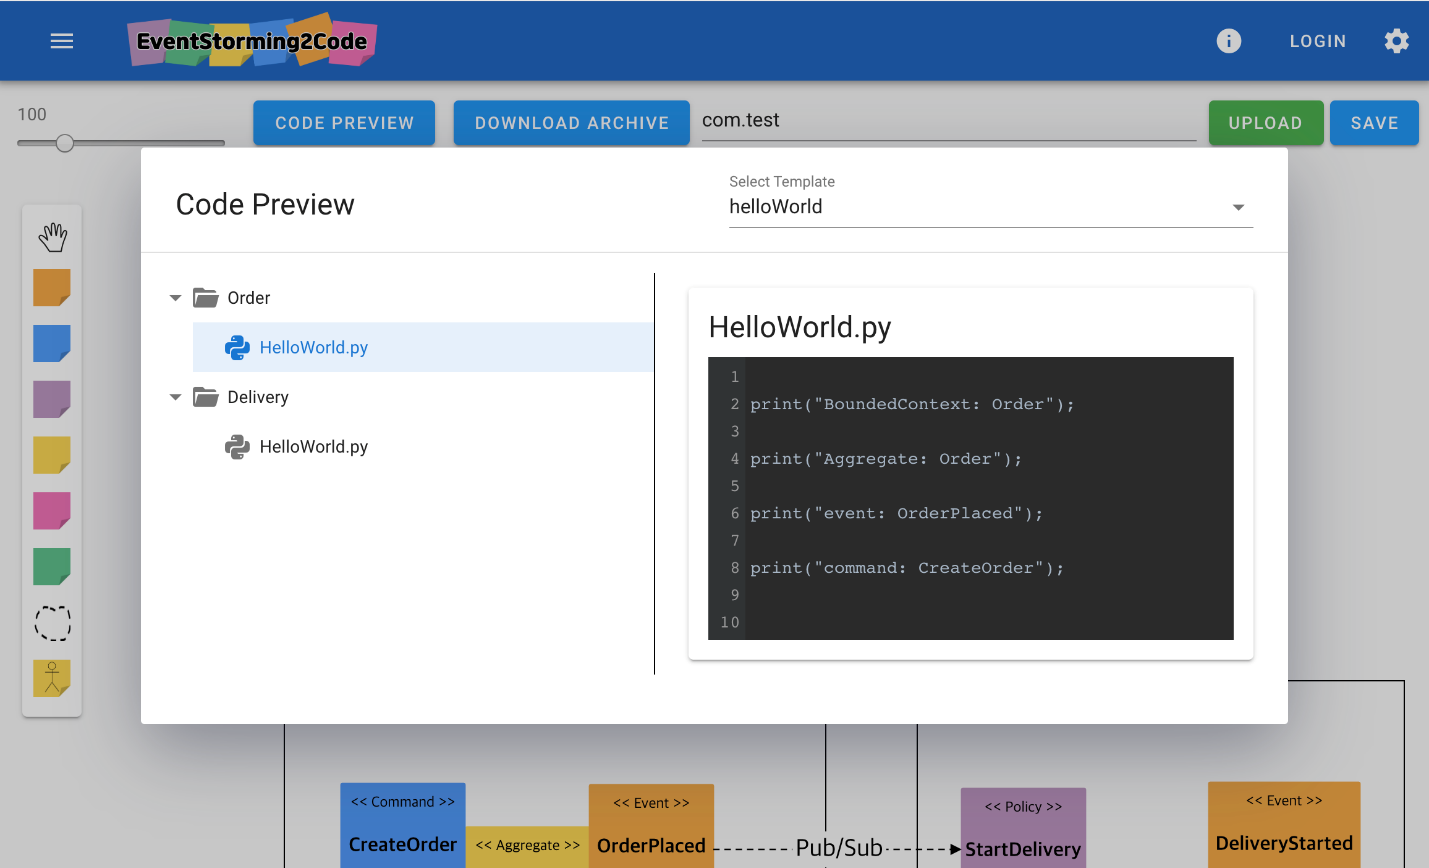 EventStorming2Code
LOGIN
100
CODE PREVIEW
DOWNLOAD ARCHIVE
com.test
UPLOAD
SAVE
Code Preview
Select Template
helloWorld
Order
HelloWorld.py
Delivery
HelloWorld.py
HelloWorld.py
1
2 print("BoundedContext: Order");
3
4 print("Aggregate: Order");
5
6 print("event: OrderPlaced");
7
8 print("command: CreateOrder");
9
10
<< Command >>
CreateOrder
<< Aggregate >>
<< Event >>
OrderPlaced
Pub/Sub
<< Policy >>
StartDelivery
<< Event >>
DeliveryStarted